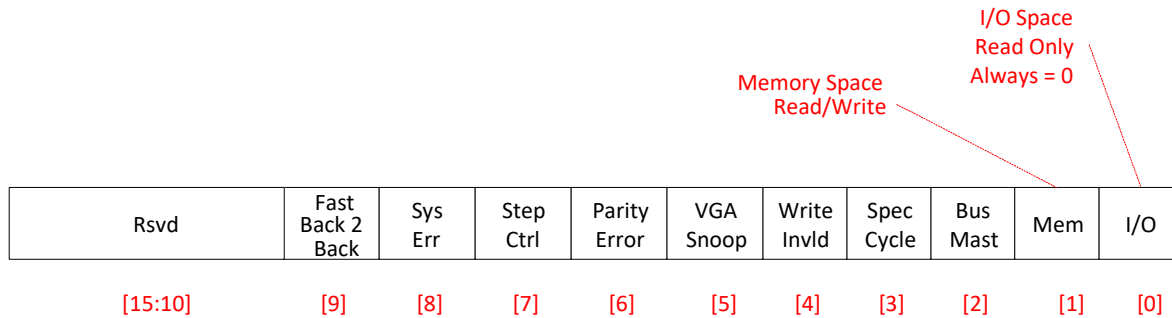 I/O Space
Read Only
Always = 0
Memory Space
Read/Write
Rsvd
Fast
Back 2
Back
Sys
Err
Step
Ctrl
Parity
Error
VGA
Snoop
Write
Invld
Spec
Cycle
Bus
Mast
Mem
I/O
[15:10]
[9]
[8]
[7]
[6]
[5]
[4]
[3]
[2]
[1]
[0]